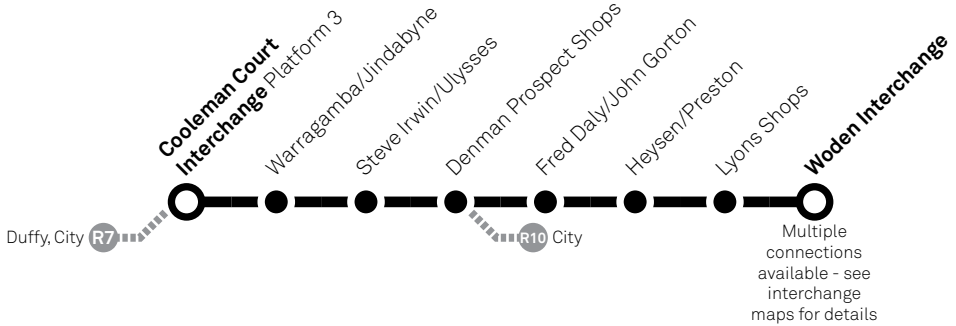 Cooleman Court
Interchange Platform 3
Warragamba/Jindabyne
Steve Irwin/Ulysses
Denman Prospect Shops
Fred Daly/John Gorton
Heysen/Preston
Lyons Shops
Woden Interchange
Duffy, City R7
R10 City
Multiple
connections
available - see
interchange
maps for details